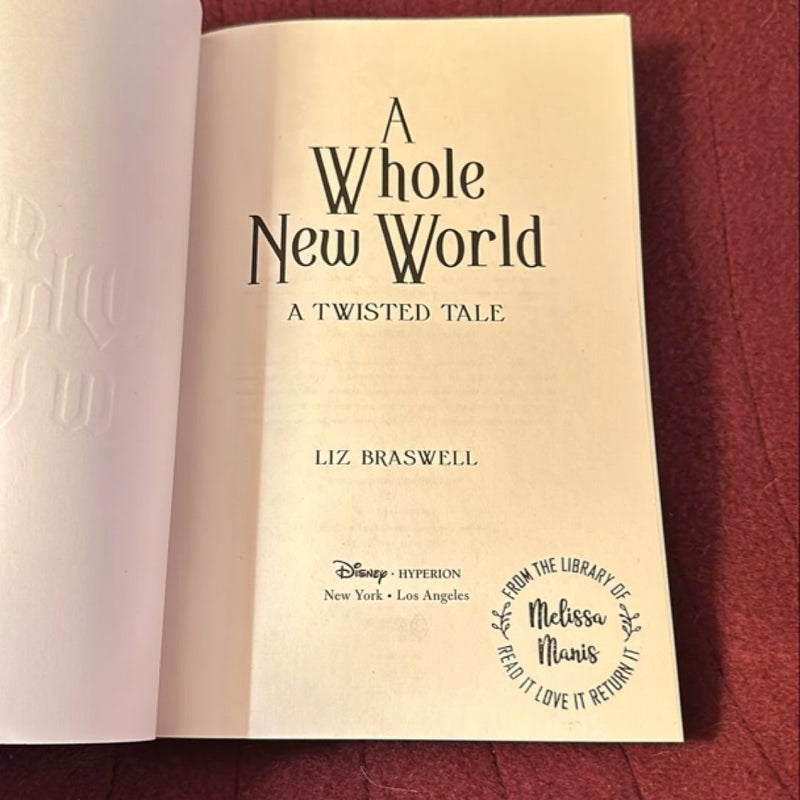 A
Whole
New World
A TWISTED TALE
LIZ BRASWELL
Disney · HYPERION
New York • Los Angeles
FROM THE LIBRARY OF
Melissa
Manis
READ IT LOVE IT RETURN IT